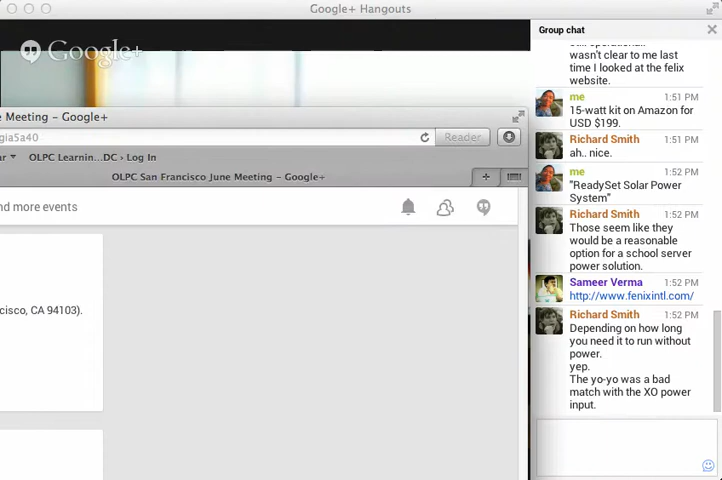 Google+ Hangouts
Google+
e Meeting – Google+
gia5a40
Reader
ar
OLPC Learnin...DC › Log In
OLPC San Francisco June Meeting – Google+
nd more events
cisco, CA 94103).
Group chat
still operational.
wasn't clear to me last
time I looked at the felix
website.
me 1:51 PM
15-watt kit on Amazon for
USD $199.
Richard Smith 1:51 PM
ah.. nice.
me 1:52 PM
"ReadySet Solar Power
System"
Richard Smith 1:52 PM
Those seem like they
would be a reasonable
option for a school server
power solution.
Sameer Verma 1:52 PM
http://www.fenixintl.com/
Richard Smith 1:52 PM
Depending on how long
you need it to run without
power.
yep.
The yo-yo was a bad
match with the XO power
input.